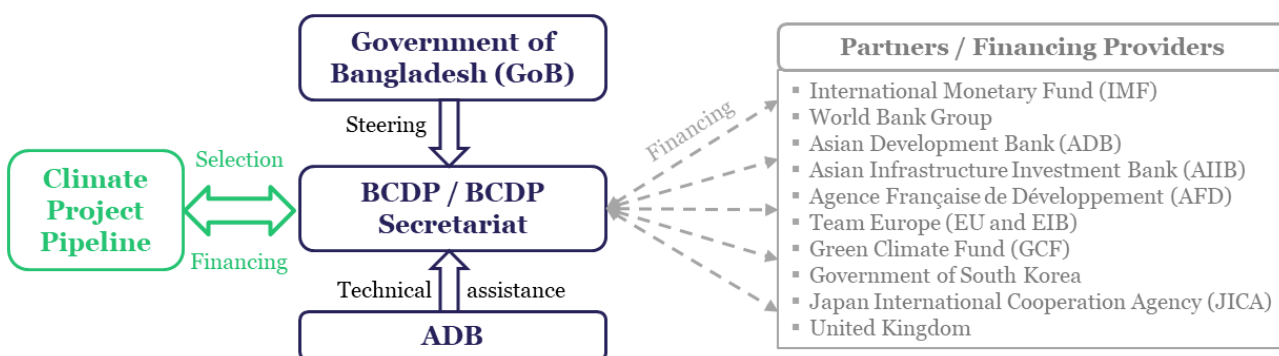 Government of
Bangladesh (GoB)
Steering
Climate
Project
Pipeline
Selection
Financing
BCDP / BCDP
Secretariat
Technical assistance
ADB
Financing
Partners / Financing Providers
▪ International Monetary Fund (IMF)
▪ World Bank Group
▪ Asian Development Bank (ADB)
▪ Asian Infrastructure Investment Bank (AIIB)
▪ Agence Française de Développement (AFD)
▪ Team Europe (EU and EIB)
▪ Green Climate Fund (GCF)
▪ Government of South Korea
▪ Japan International Cooperation Agency (JICA)
▪ United Kingdom